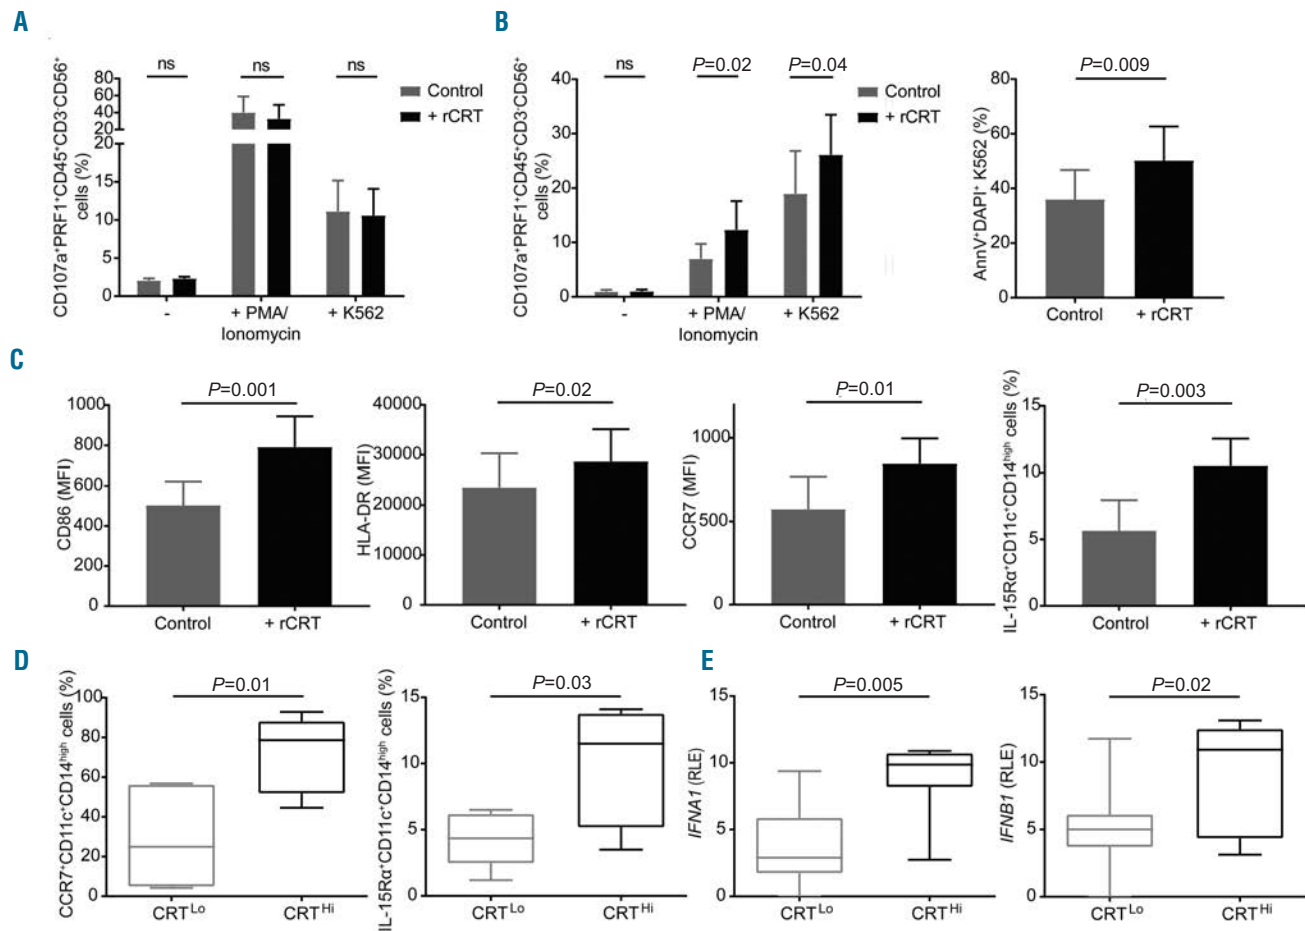 A
CD107a⁺PRF1⁺CD45⁺CD3⁻CD56⁺
cells (%)
80
60
40
20
20
15
10
5
0
ns
ns
ns
Control
+ rCRT
-
+ PMA/
Ionomycin
+ K562
B
CD107a⁺PRF1⁺CD45⁺CD3⁻CD56⁺
cells (%)
40
30
20
10
0
ns
P=0.02
P=0.04
Control
+ rCRT
-
+ PMA/
Ionomycin
+ K562
AnnV⁺DAPI⁺ K562 (%)
80
60
40
20
0
P=0.009
Control
+ rCRT
C
CD86 (MFI)
1000
800
600
400
200
0
P=0.001
Control
+ rCRT
HLA-DR (MFI)
40000
30000
20000
10000
0
P=0.02
Control
+ rCRT
CCR7 (MFI)
1000
500
0
P=0.01
Control
+ rCRT
IL-15Rα⁺CD11c⁺CD14ʰⁱᵍʰ cells (%)
15
10
5
0
P=0.003
Control
+ rCRT
D
CCR7⁺CD11c⁺CD14ʰⁱᵍʰ cells (%)
100
80
60
40
20
0
P=0.01
CRTᴸᵒ
CRTᴴⁱ
IL-15Rα⁺CD11c⁺CD14ʰⁱᵍʰ cells (%)
15
10
5
0
P=0.03
CRTᴸᵒ
CRTᴴⁱ
E
IFNA1 (RLE)
15
10
5
0
P=0.005
CRTᴸᵒ
CRTᴴⁱ
IFNB1 (RLE)
15
10
5
0
P=0.02
CRTᴸᵒ
CRTᴴⁱ